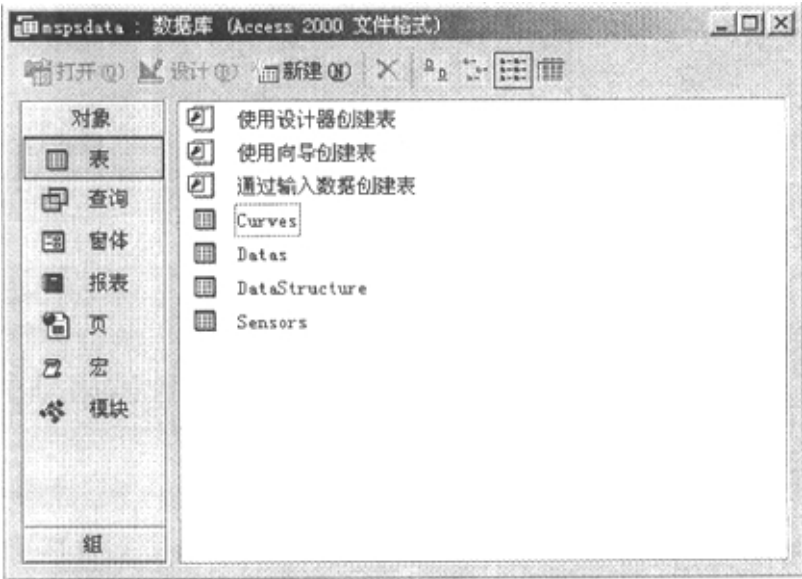 mspsdata : 数据库 (Access 2000 文件格式)
打开(O) 设计(D) 新建(N)
对象
表
查询
窗体
报表
页
宏
模块
组
使用设计器创建表
使用向导创建表
通过输入数据创建表
Curves
Datas
DataStructure
Sensors